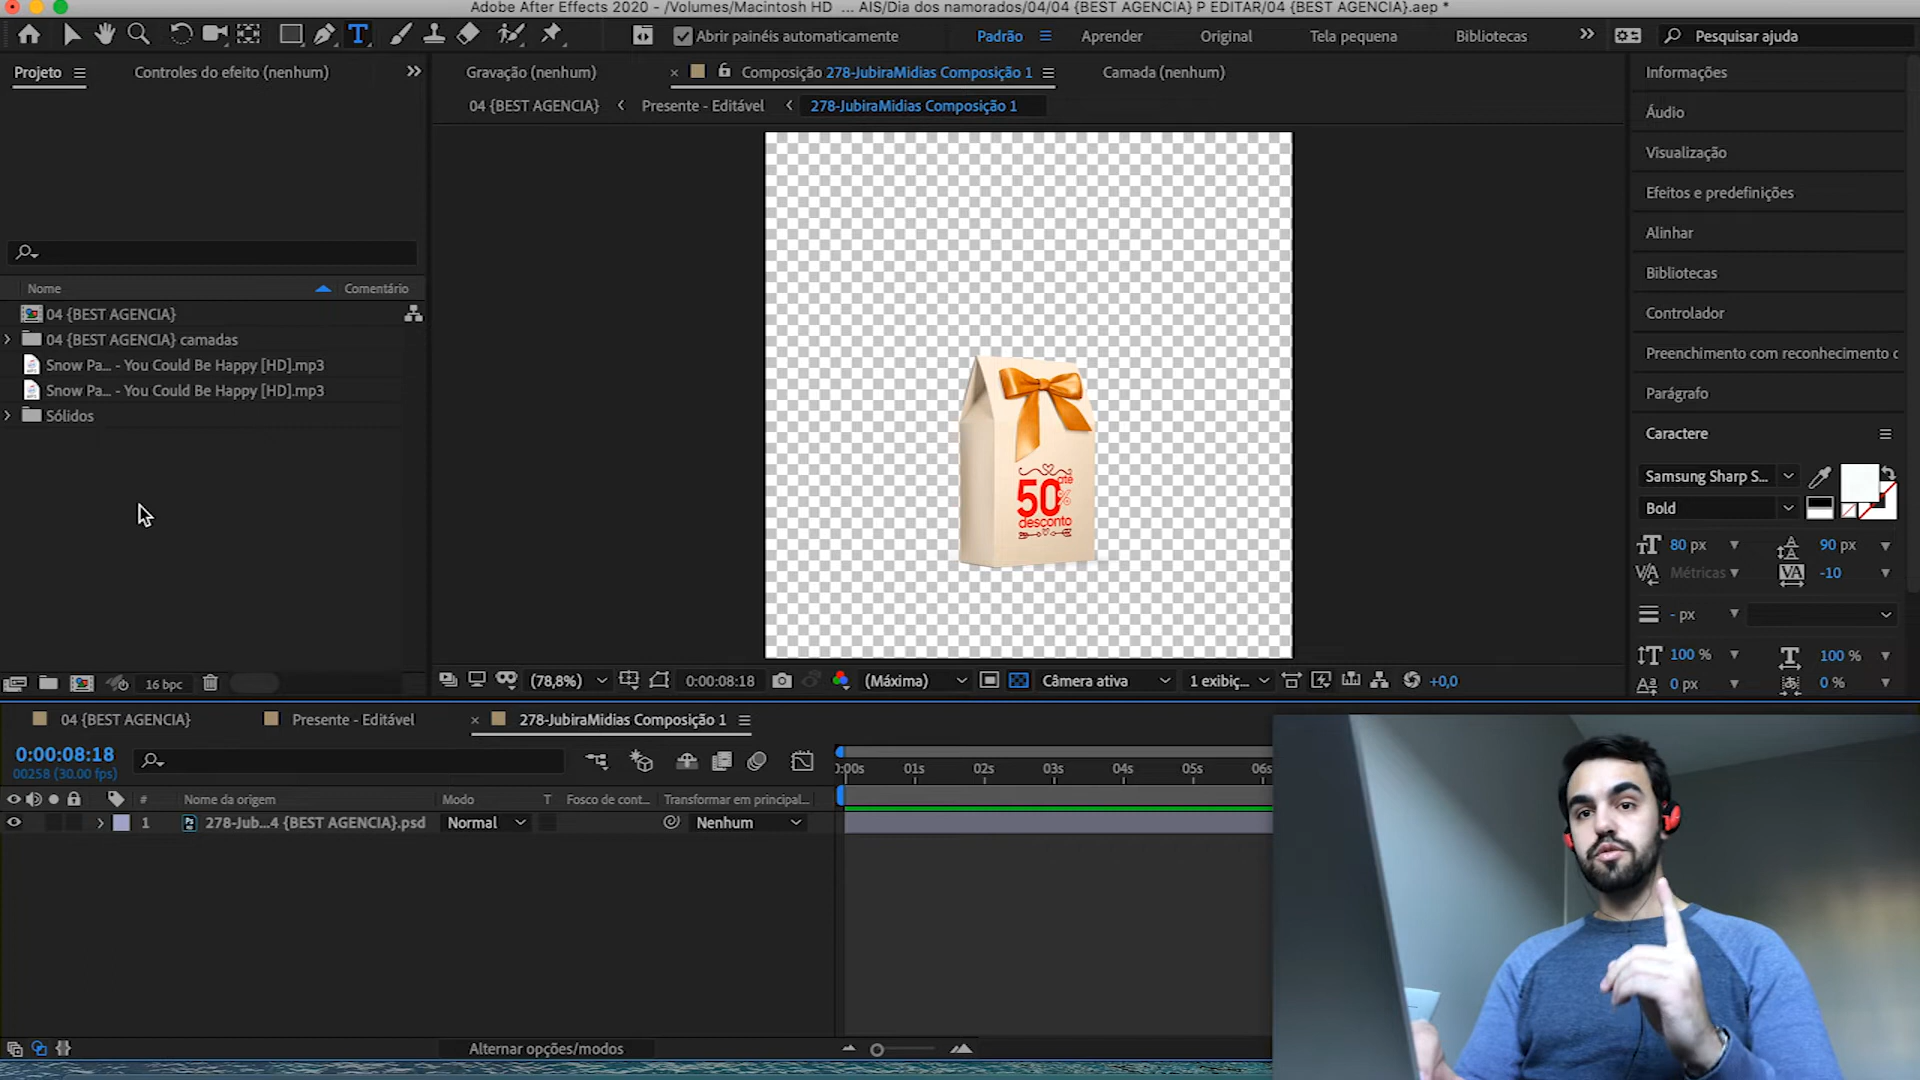 Adobe After Effects 2020 - /Volumes/Macintosh HD ... AIS/Dia dos namorados/04/04 {BEST AGENCIA} P EDITAR/04 {BEST AGENCIA}.aep *
T
Abrir painéis automaticamente
Padrão
Aprender
Original
Tela pequena
Bibliotecas
Pesquisar ajuda
Projeto
Controles do efeito (nenhum)
Gravação (nenhum)
Composição 278-JubiraMidias Composição 1
Camada (nenhum)
04 {BEST AGENCIA}
Presente - Editável
278-JubiraMidias Composição 1
Nome
Comentário
04 {BEST AGENCIA}
04 {BEST AGENCIA} camadas
Snow Pa... - You Could Be Happy [HD].mp3
Snow Pa... - You Could Be Happy [HD].mp3
Sólidos
16 bpc
até
50%
desconto
(78,8%)
0:00:08:18
(Máxima)
Câmera ativa
1 exibiç...
+0,0
Informações
Áudio
Visualização
Efeitos e predefinições
Alinhar
Bibliotecas
Controlador
Preenchimento com reconhecimento c
Parágrafo
Caractere
Samsung Sharp S...
Bold
80 px
90 px
Métricas
-10
- px
100 %
100 %
0 px
0 %
04 {BEST AGENCIA}
Presente - Editável
278-JubiraMidias Composição 1
0:00:08:18
00258 (30.00 fps)
0:00s 01s 02s 03s 04s 05s 06s
# Nome da origem Modo T Fosco de cont... Transformar em principal...
1 278-Jub...4 {BEST AGENCIA}.psd Normal Nenhum
Alternar opções/modos